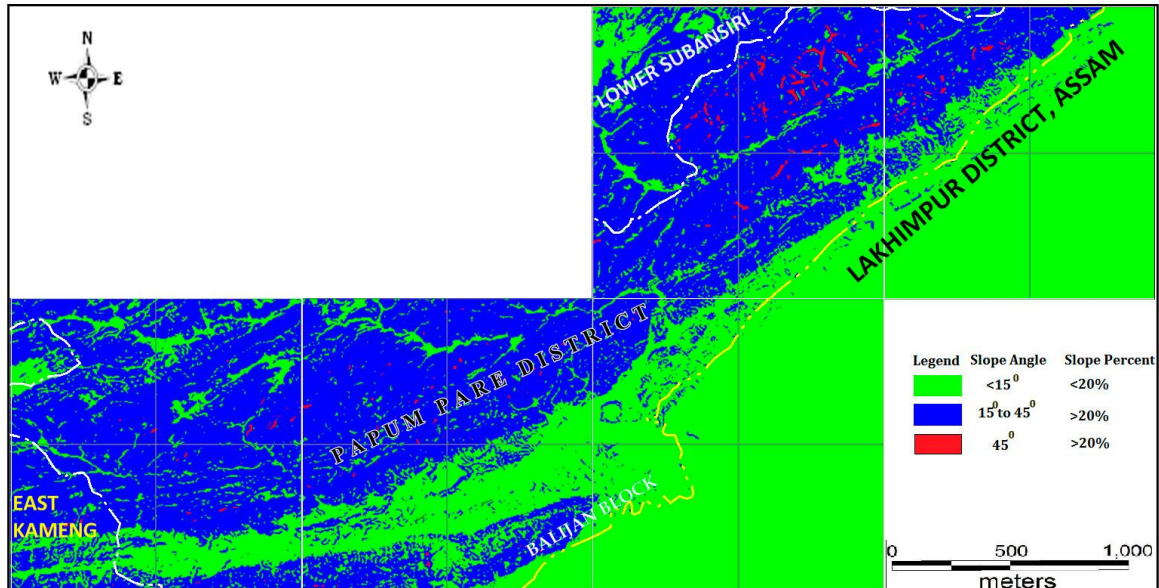 N
W E
S
LOWER SUBANSIRI
LAKHIMPUR DISTRICT, ASSAM
PAPUM PARE DISTRICT
BALIJAN BLOCK
EAST
KAMENG
Legend Slope Angle Slope Percent
<15⁰ <20%
15⁰to 45⁰ >20%
45⁰ >20%
0 500 1,000
meters